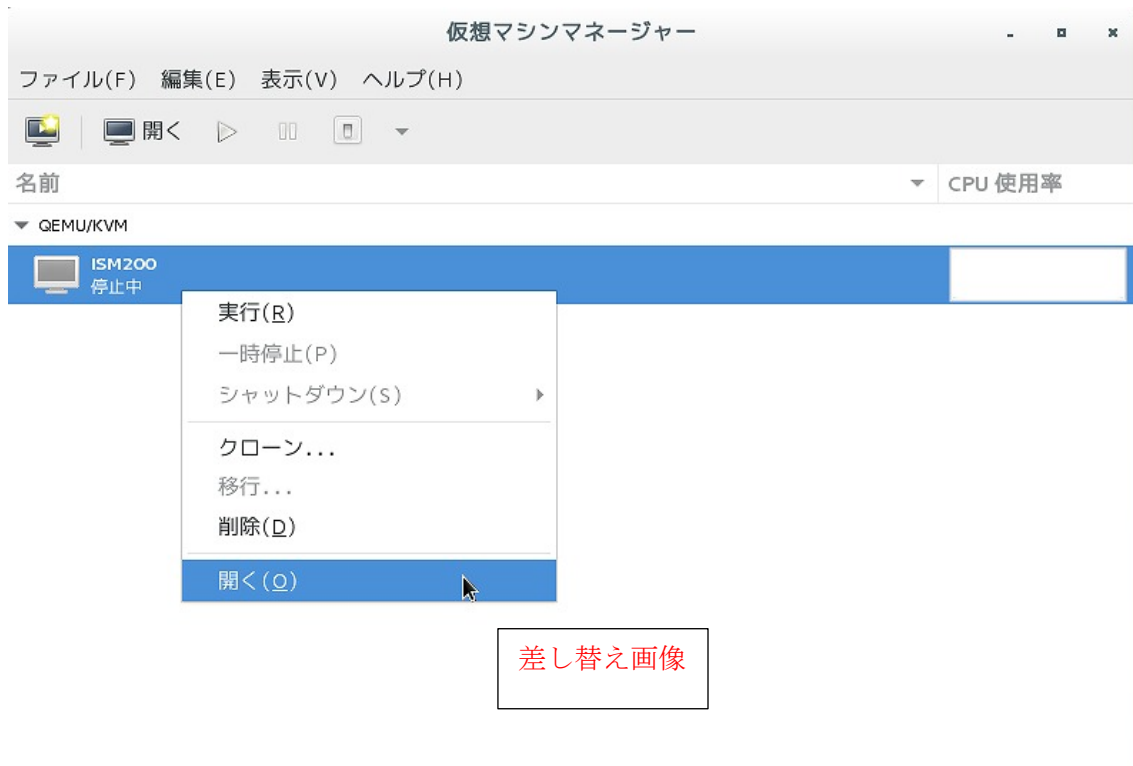 仮想マシンマネージャー
ファイル(F) 編集(E) 表示(V) ヘルプ(H)
開く
名前 CPU 使用率
QEMU/KVM
ISM200
停止中
実行(R)
一時停止(P)
シャットダウン(S)
クローン...
移行...
削除(D)
開く(O)
差し替え画像